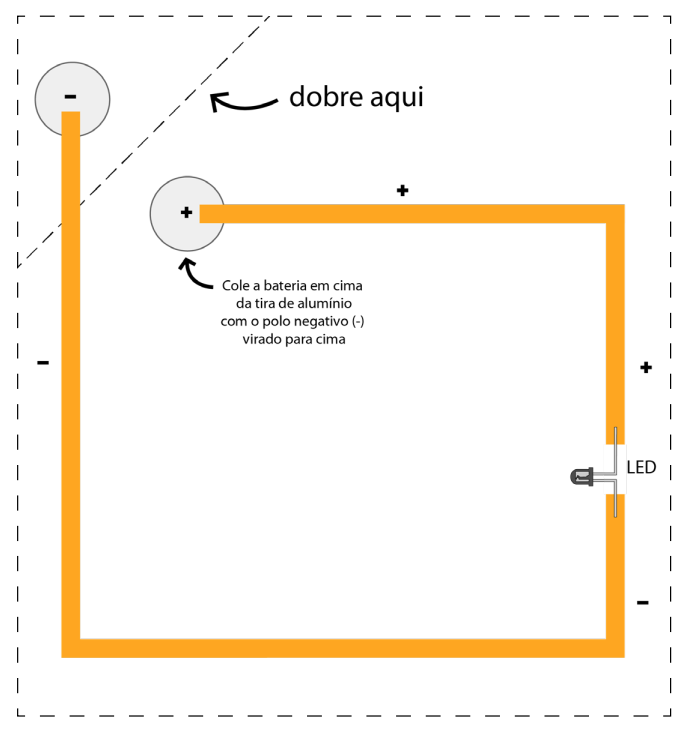 -
dobre aqui
+
+
Cole a bateria em cima
da tira de alumínio
com o polo negativo (-)
virado para cima
-
+
LED
-